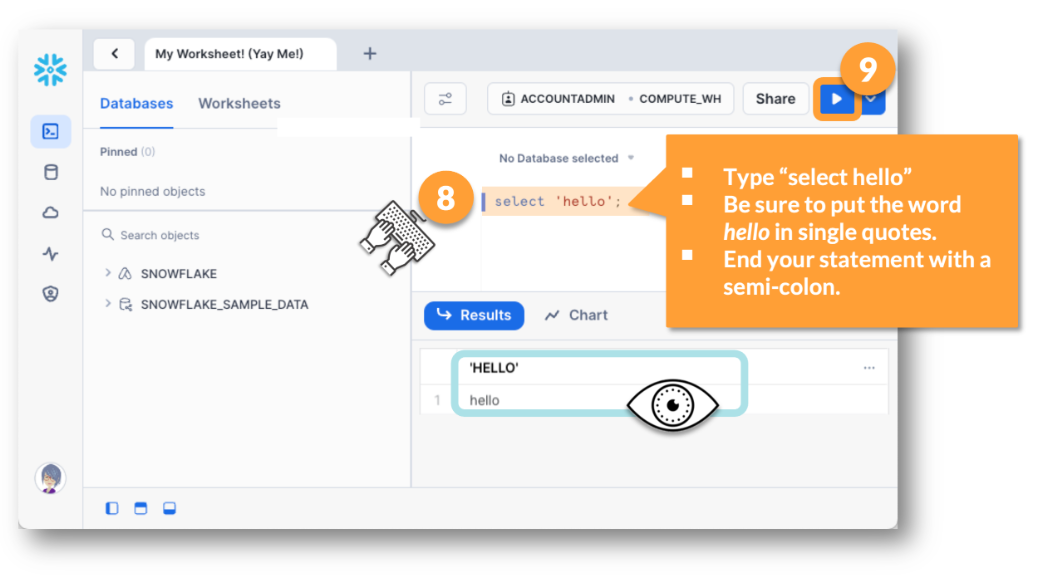 My Worksheet! (Yay Me!)
9
Databases Worksheets
ACCOUNTADMIN • COMPUTE_WH
Share
Pinned (0)
No pinned objects
No Database selected
8
select 'hello';
Type “select hello”
Be sure to put the word
hello in single quotes.
End your statement with a
semi-colon.
Search objects
SNOWFLAKE
SNOWFLAKE_SAMPLE_DATA
Results Chart
'HELLO'
1 hello